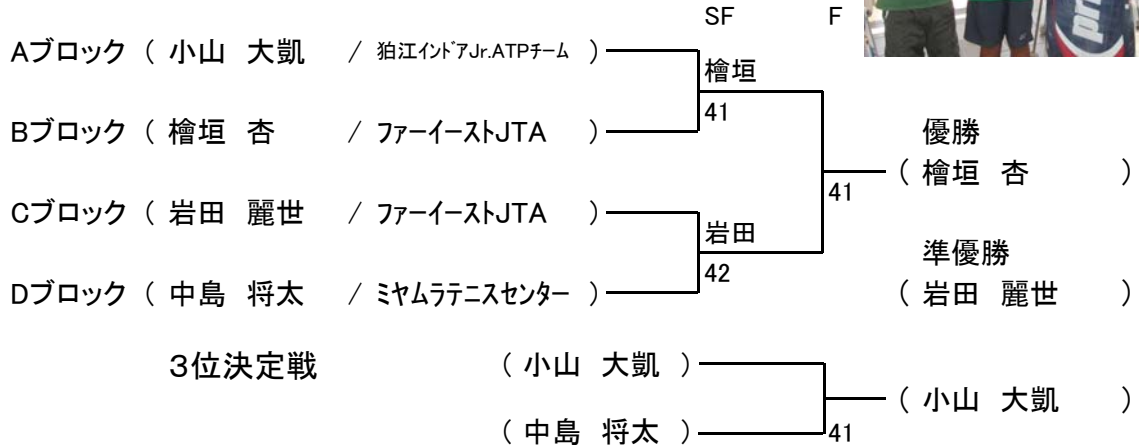 SF F
Aブロック ( 小山 大凱 / 狛江インドアJr.ATPチーム )
檜垣
41
Bブロック ( 檜垣 杏 / ファーイーストJTA )
優勝
( 檜垣 杏 )
41
Cブロック ( 岩田 麗世 / ファーイーストJTA )
岩田
42
準優勝
Dブロック ( 中島 将太 / ミヤムラテニスセンター )
( 岩田 麗世 )
3位決定戦
( 小山 大凱 )
( 小山 大凱 )
( 中島 将太 )
41